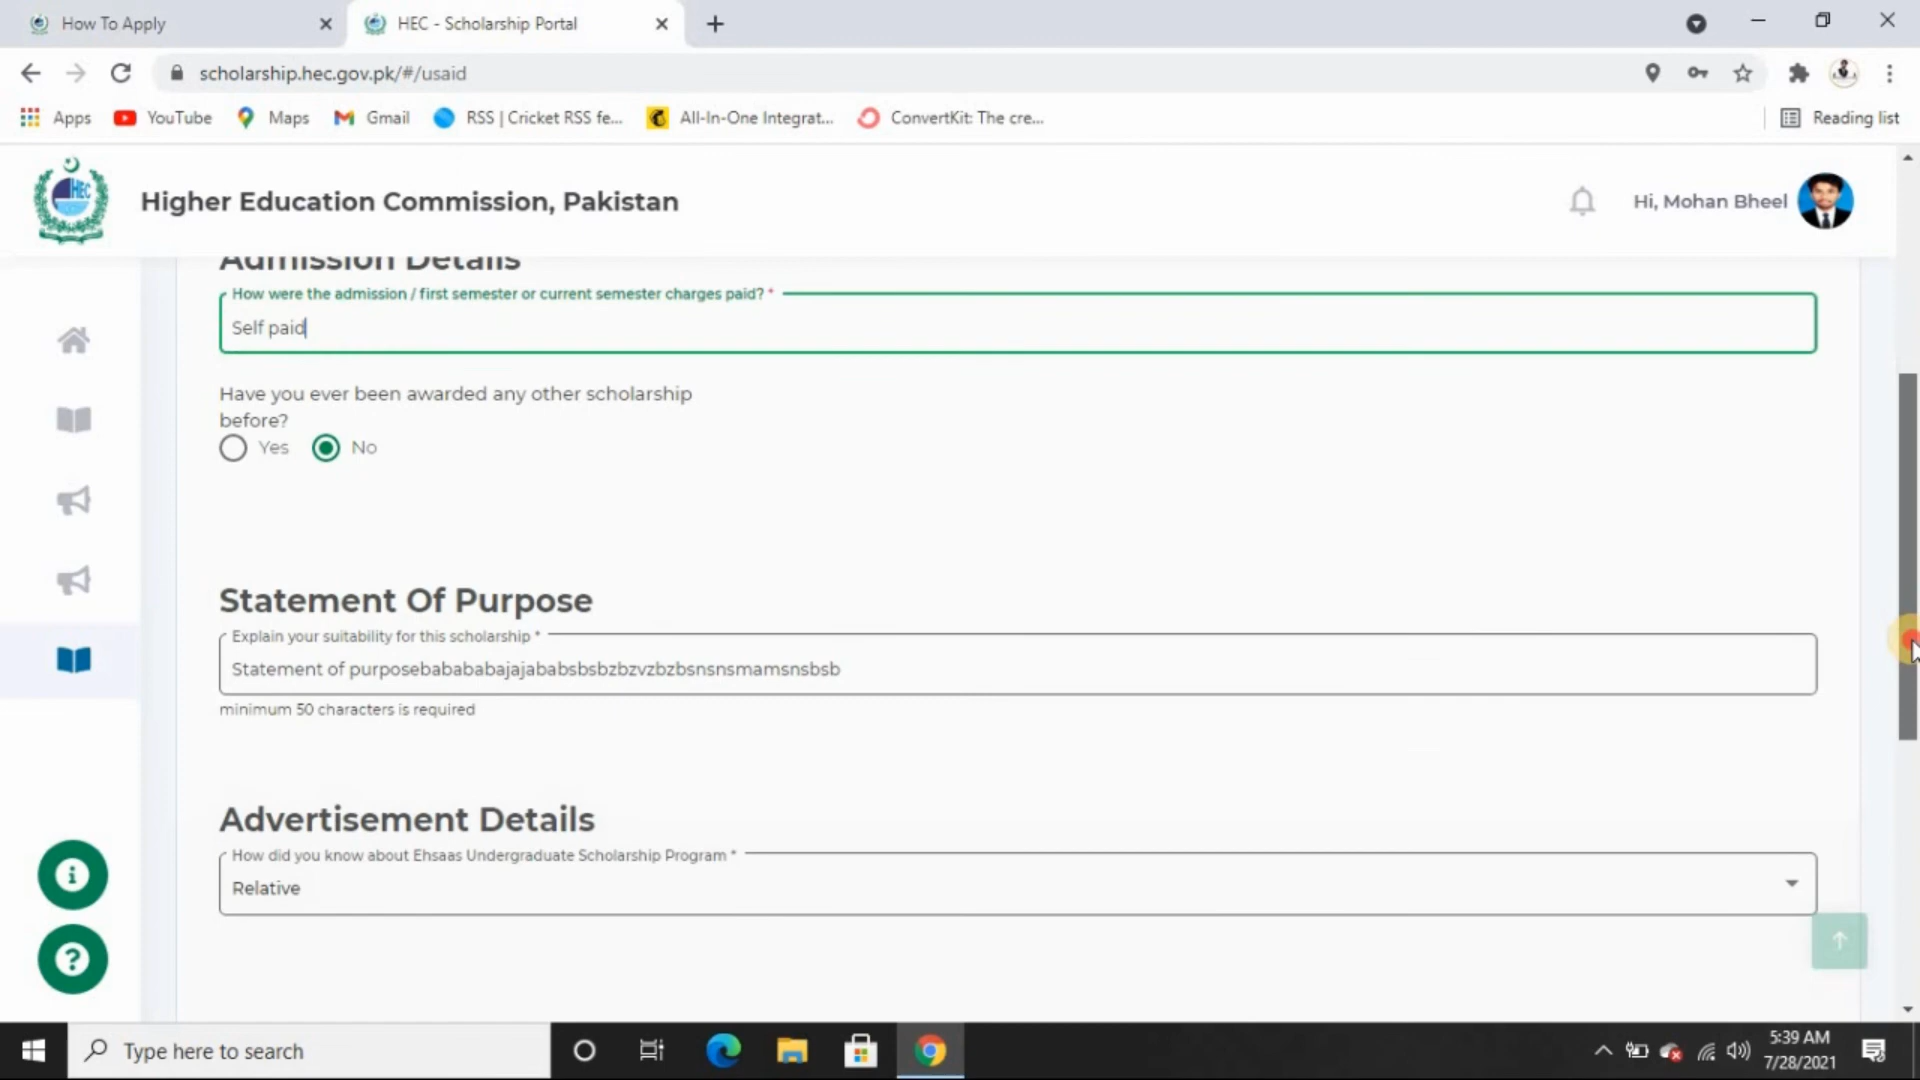 How To Apply
HEC - Scholarship Portal
scholarship.hec.gov.pk/#/usaid
Apps
YouTube
Maps
Gmail
RSS | Cricket RSS fe...
All-In-One Integrat...
ConvertKit: The cre...
Reading list
HEC
Higher Education Commission, Pakistan
Hi, Mohan Bheel
Admission Details
How were the admission / first semester or current semester charges paid? *
Self paid
Have you ever been awarded any other scholarship
before?
Yes
No
Statement Of Purpose
Explain your suitability for this scholarship *
Statement of purposebabababajajababsbsbzbzvzbzbsnsnsmamsnsbsb
minimum 50 characters is required
Advertisement Details
How did you know about Ehsaas Undergraduate Scholarship Program *
Relative
Type here to search
5:39 AM
7/28/2021